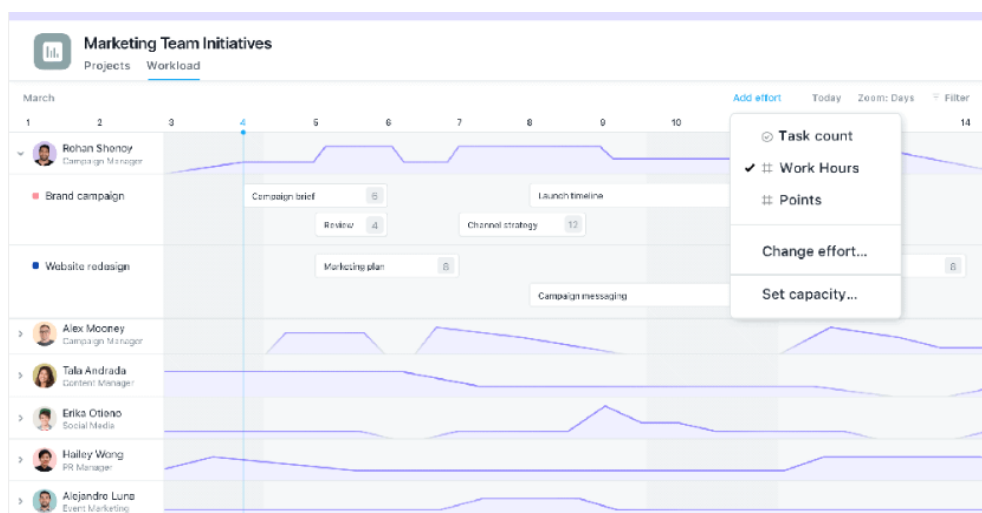 Marketing Team Initiatives
Projects Workload
March
Add effort Today Zoom: Days Filter
1 2 3 4 5 6 7 8 9 10 14
Task count
Work Hours
Points
Change effort...
Set capacity...
Rohan Shenoy
Campaign Manager
Brand campaign
Campaign brief 6
Launch timeline
Review 4
Channel strategy 12
Website redesign
Marketing plan 8
8
Campaign messaging
Alex Mooney
Campaign Manager
Tala Andrada
Content Manager
Erika Otieno
Social Media
Hailey Wong
PR Manager
Alejandro Luna
Event Marketing